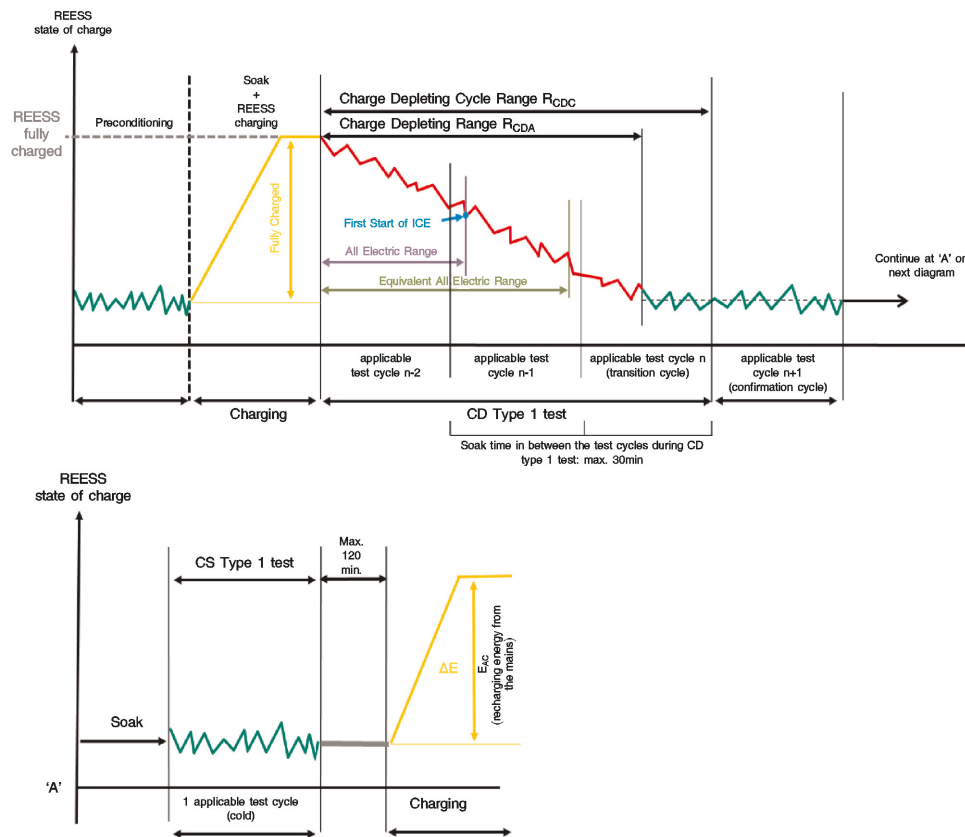 REESS
state of charge
Soak
+
REESS
charging
Preconditioning
REESS
fully
charged
Charge Depleting Cycle Range RCDC
Charge Depleting Range RCDA
Fully Charged
First Start of ICE
All Electric Range
Equivalent All Electric Range
Continue at 'A' on
next diagram
applicable
test cycle n-2
applicable test
cycle n-1
applicable test cycle n
(transition cycle)
applicable test
cycle n+1
(confirmation cycle)
Charging
CD Type 1 test
Soak time in between the test cycles during CD
type 1 test: max. 30min
REESS
state of charge
CS Type 1 test
Max.
120
min.
ΔE
EAC
(recharging energy from
the mains)
Soak
'A'
1 applicable test cycle
(cold)
Charging